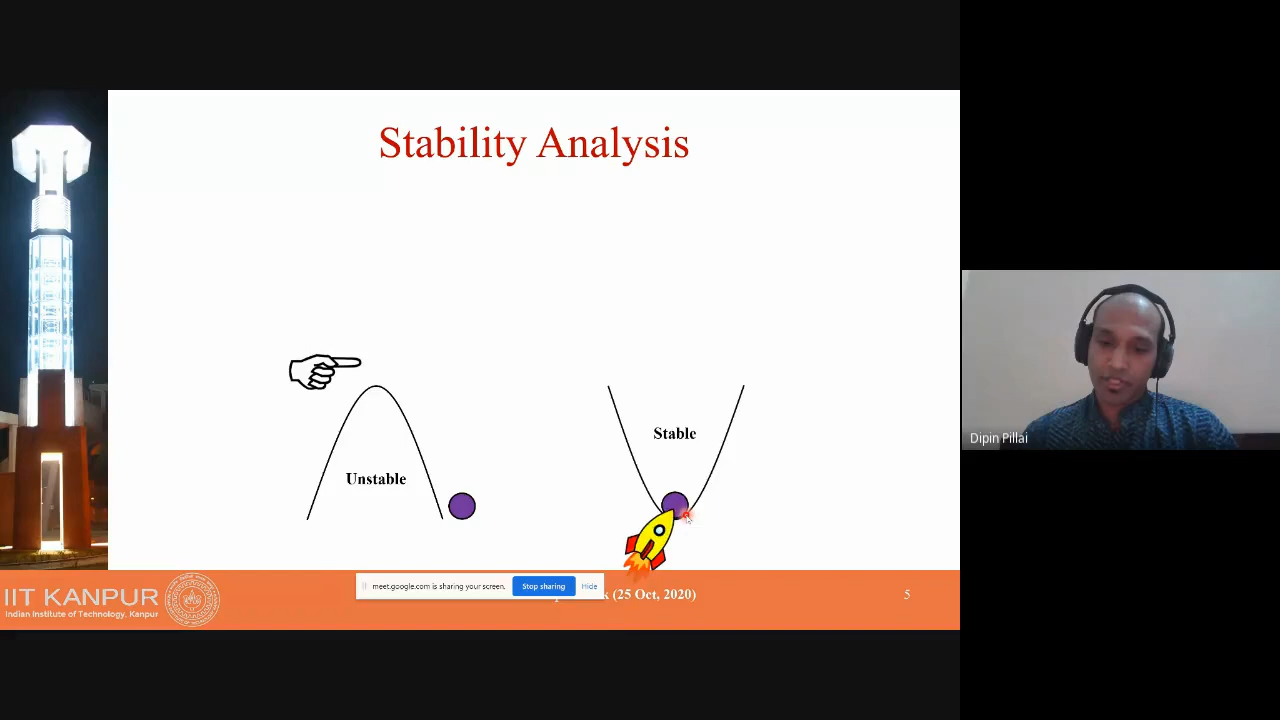 Stability Analysis
Stable
Unstable
Dipin Pillai
meet.google.com is sharing your screen.
Stop sharing
Hide
(25 Oct, 2020)
5
IIT KANPUR
Indian Institute of Technology, Kanpur